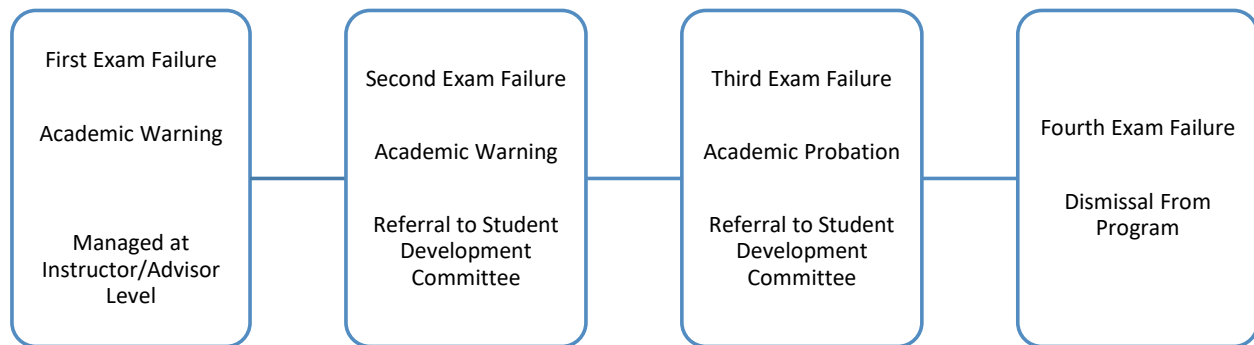 First Exam Failure
Academic Warning
Managed at
Instructor/Advisor
Level
Second Exam Failure
Academic Warning
Referral to Student
Development
Committee
Third Exam Failure
Academic Probation
Referral to Student
Development
Committee
Fourth Exam Failure
Dismissal From
Program